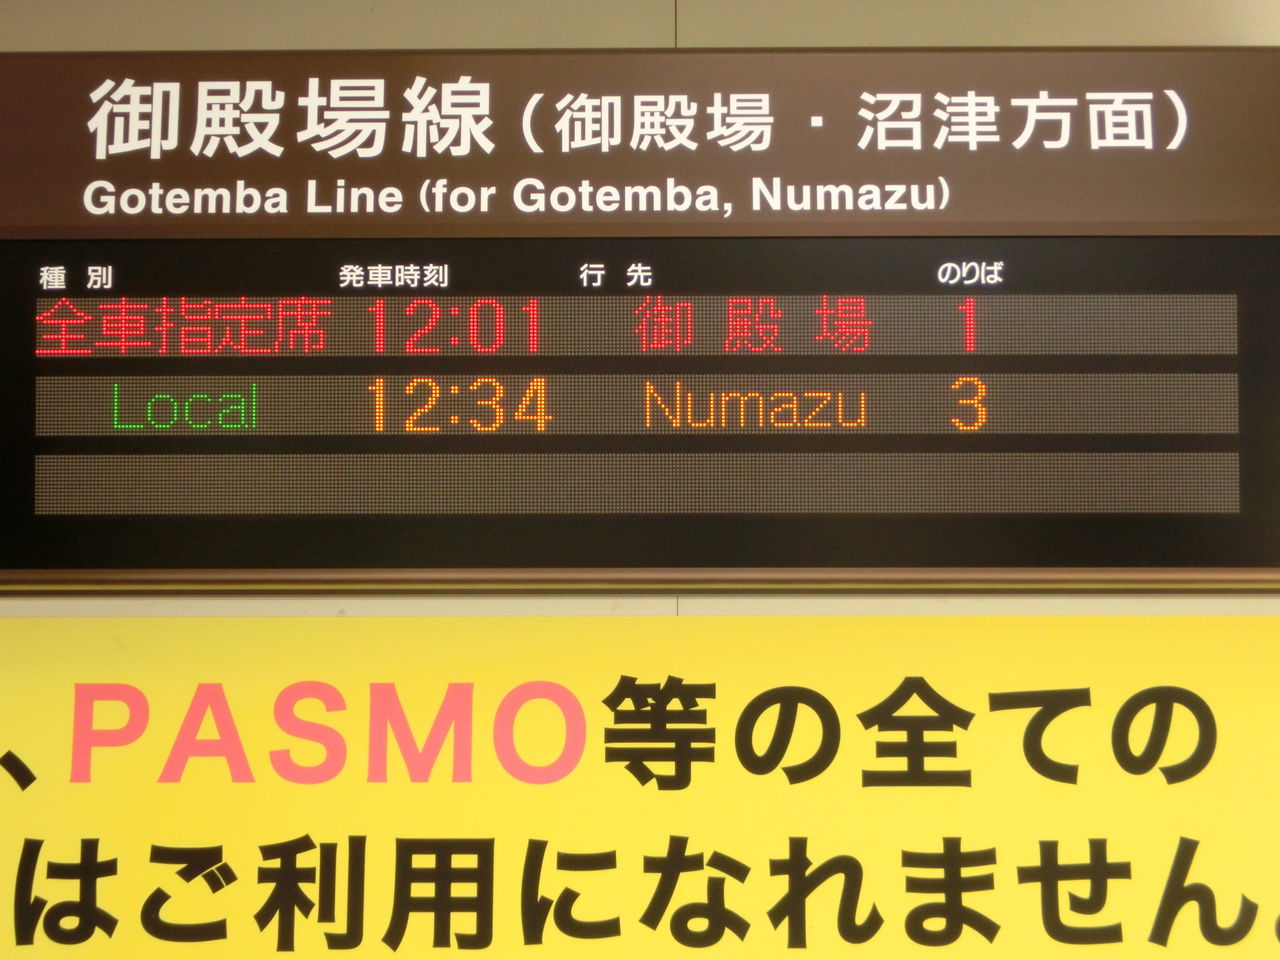 御殿場線（御殿場・沼津方面）
Gotemba Line (for Gotemba, Numazu)
種別 発車時刻 行先 のりば
全車指定席 12:01 御殿場 1
Local 12:34 Numazu 3
、PASMO等の全ての
はご利用になれません。